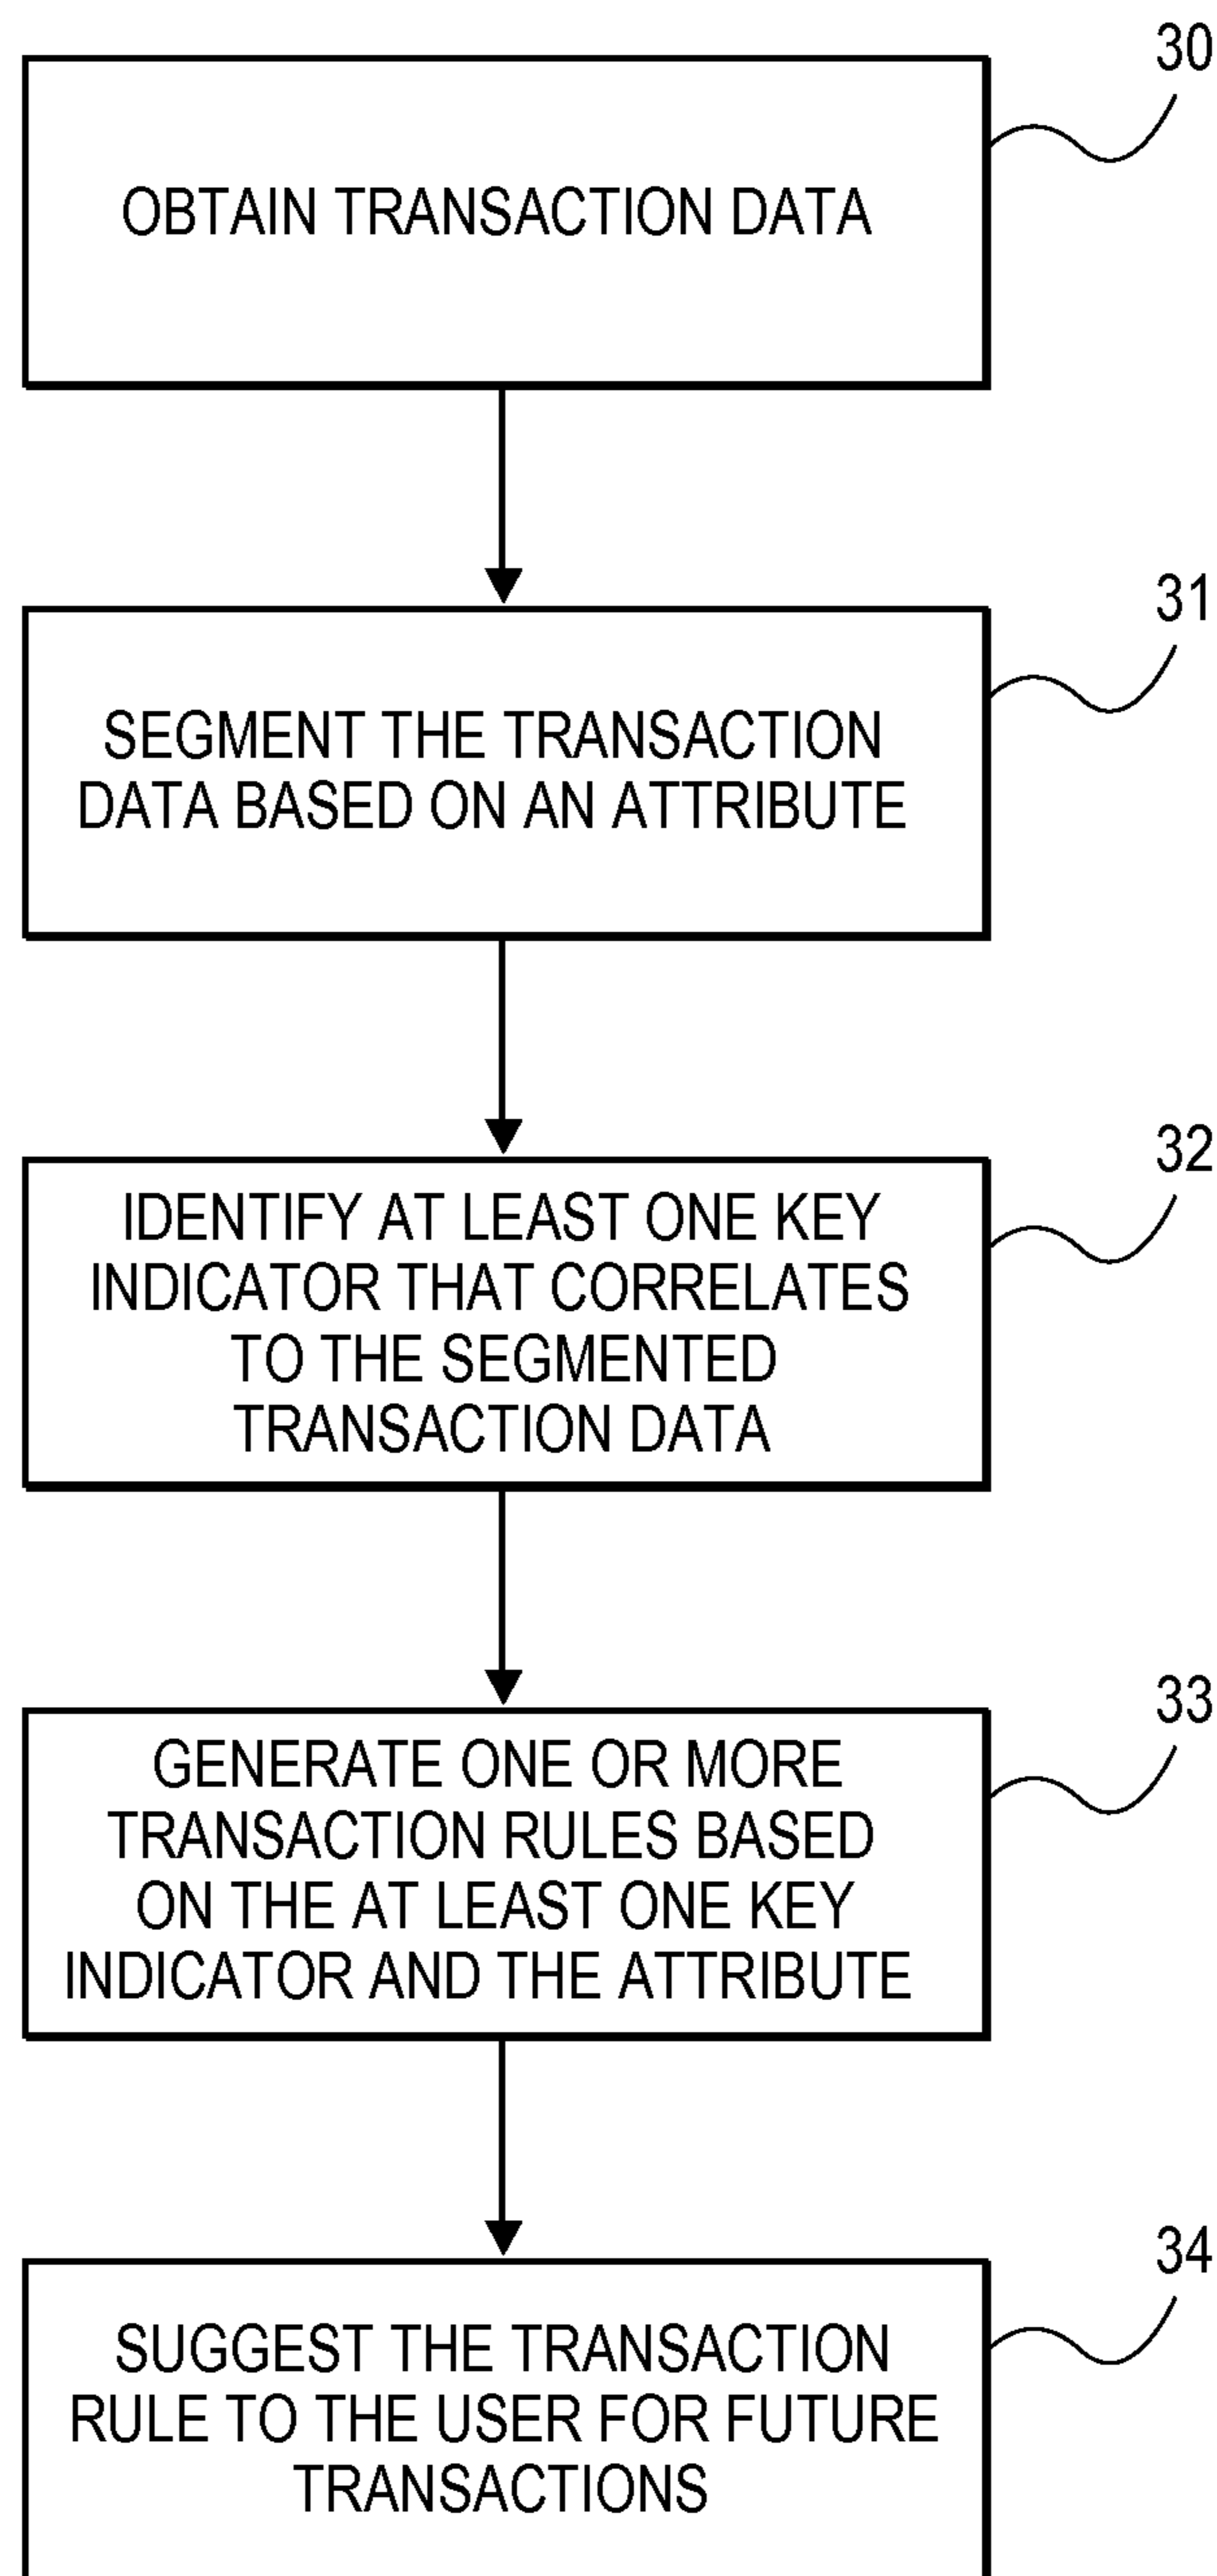 30
OBTAIN TRANSACTION DATA
31
SEGMENT THE TRANSACTION
DATA BASED ON AN ATTRIBUTE
32
IDENTIFY AT LEAST ONE KEY
INDICATOR THAT CORRELATES
TO THE SEGMENTED
TRANSACTION DATA
33
GENERATE ONE OR MORE
TRANSACTION RULES BASED
ON THE AT LEAST ONE KEY
INDICATOR AND THE ATTRIBUTE
34
SUGGEST THE TRANSACTION
RULE TO THE USER FOR FUTURE
TRANSACTIONS